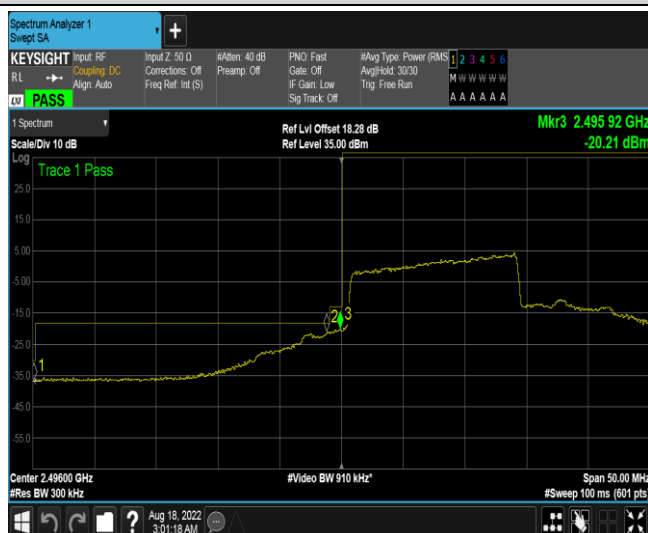 Spectrum Analyzer 1
Swept SA
+
KEYSIGHT
RL
LXI PASS
Input: RF
Coupling: DC
Align: Auto
Input Z: 50 Ω
Corrections: Off
Freq Ref: Int (S)
#Atten: 40 dB
Preamp: Off
PNO: Fast
Gate: Off
IF Gain: Low
Sig Track: Off
#Avg Type: Power (RMS
Avg|Hold: 30/30
Trig: Free Run
1 2 3 4 5 6
M W W W W W
A A A A A A
1 Spectrum
Scale/Div 10 dB
Ref Lvl Offset 18.28 dB
Ref Level 35.00 dBm
Mkr3 2.495 92 GHz
-20.21 dBm
Log
Trace 1 Pass
25.0
15.0
5.00
-5.00
-15.0
-25.0
-35.0
-45.0
-55.0
1
2
3
Center 2.49600 GHz
#Res BW 300 kHz
#Video BW 910 kHz*
Span 50.00 MHz
#Sweep 100 ms (601 pts)
?
Aug 18, 2022
3:01:18 AM